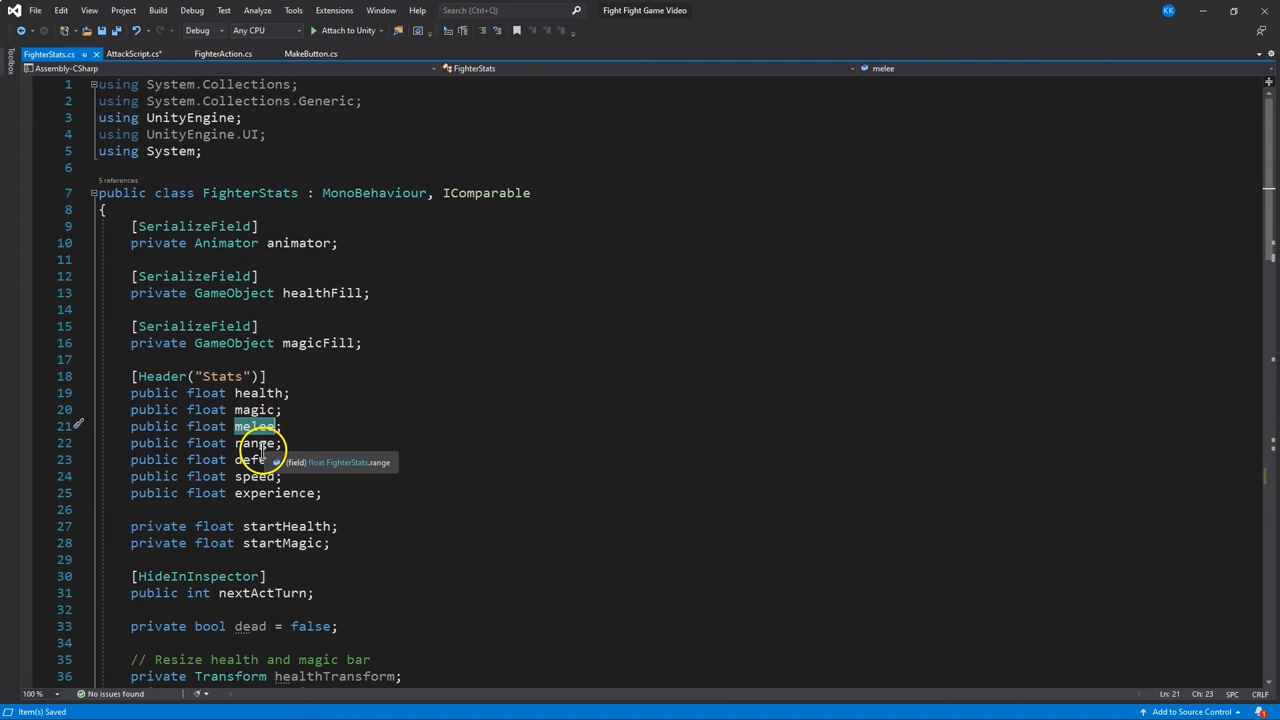 File Edit View Project Build Debug Test Analyze Tools Extensions Window Help Search (Ctrl+Q) Fight Fight Game Video KK
Debug Any CPU Attach to Unity
FighterStats.cs AttackScript.cs* FighterAction.cs MakeButton.cs
Toolbox
Assembly-CSharp FighterStats melee
1 using System.Collections;
2 using System.Collections.Generic;
3 using UnityEngine;
4 using UnityEngine.UI;
5 using System;
6
5 references
7 public class FighterStats : MonoBehaviour, IComparable
8 {
9 [SerializeField]
10 private Animator animator;
11
12 [SerializeField]
13 private GameObject healthFill;
14
15 [SerializeField]
16 private GameObject magicFill;
17
18 [Header("Stats")]
19 public float health;
20 public float magic;
21 public float melee;
22 public float range;
23 public float defe
(field) float FighterStats.range
24 public float speed;
25 public float experience;
26
27 private float startHealth;
28 private float startMagic;
29
30 [HideInInspector]
31 public int nextActTurn;
32
33 private bool dead = false;
34
35 // Resize health and magic bar
36 private Transform healthTransform;
100 % No issues found Ln: 21 Ch: 23 SPC CRLF
Item(s) Saved Add to Source Control 1